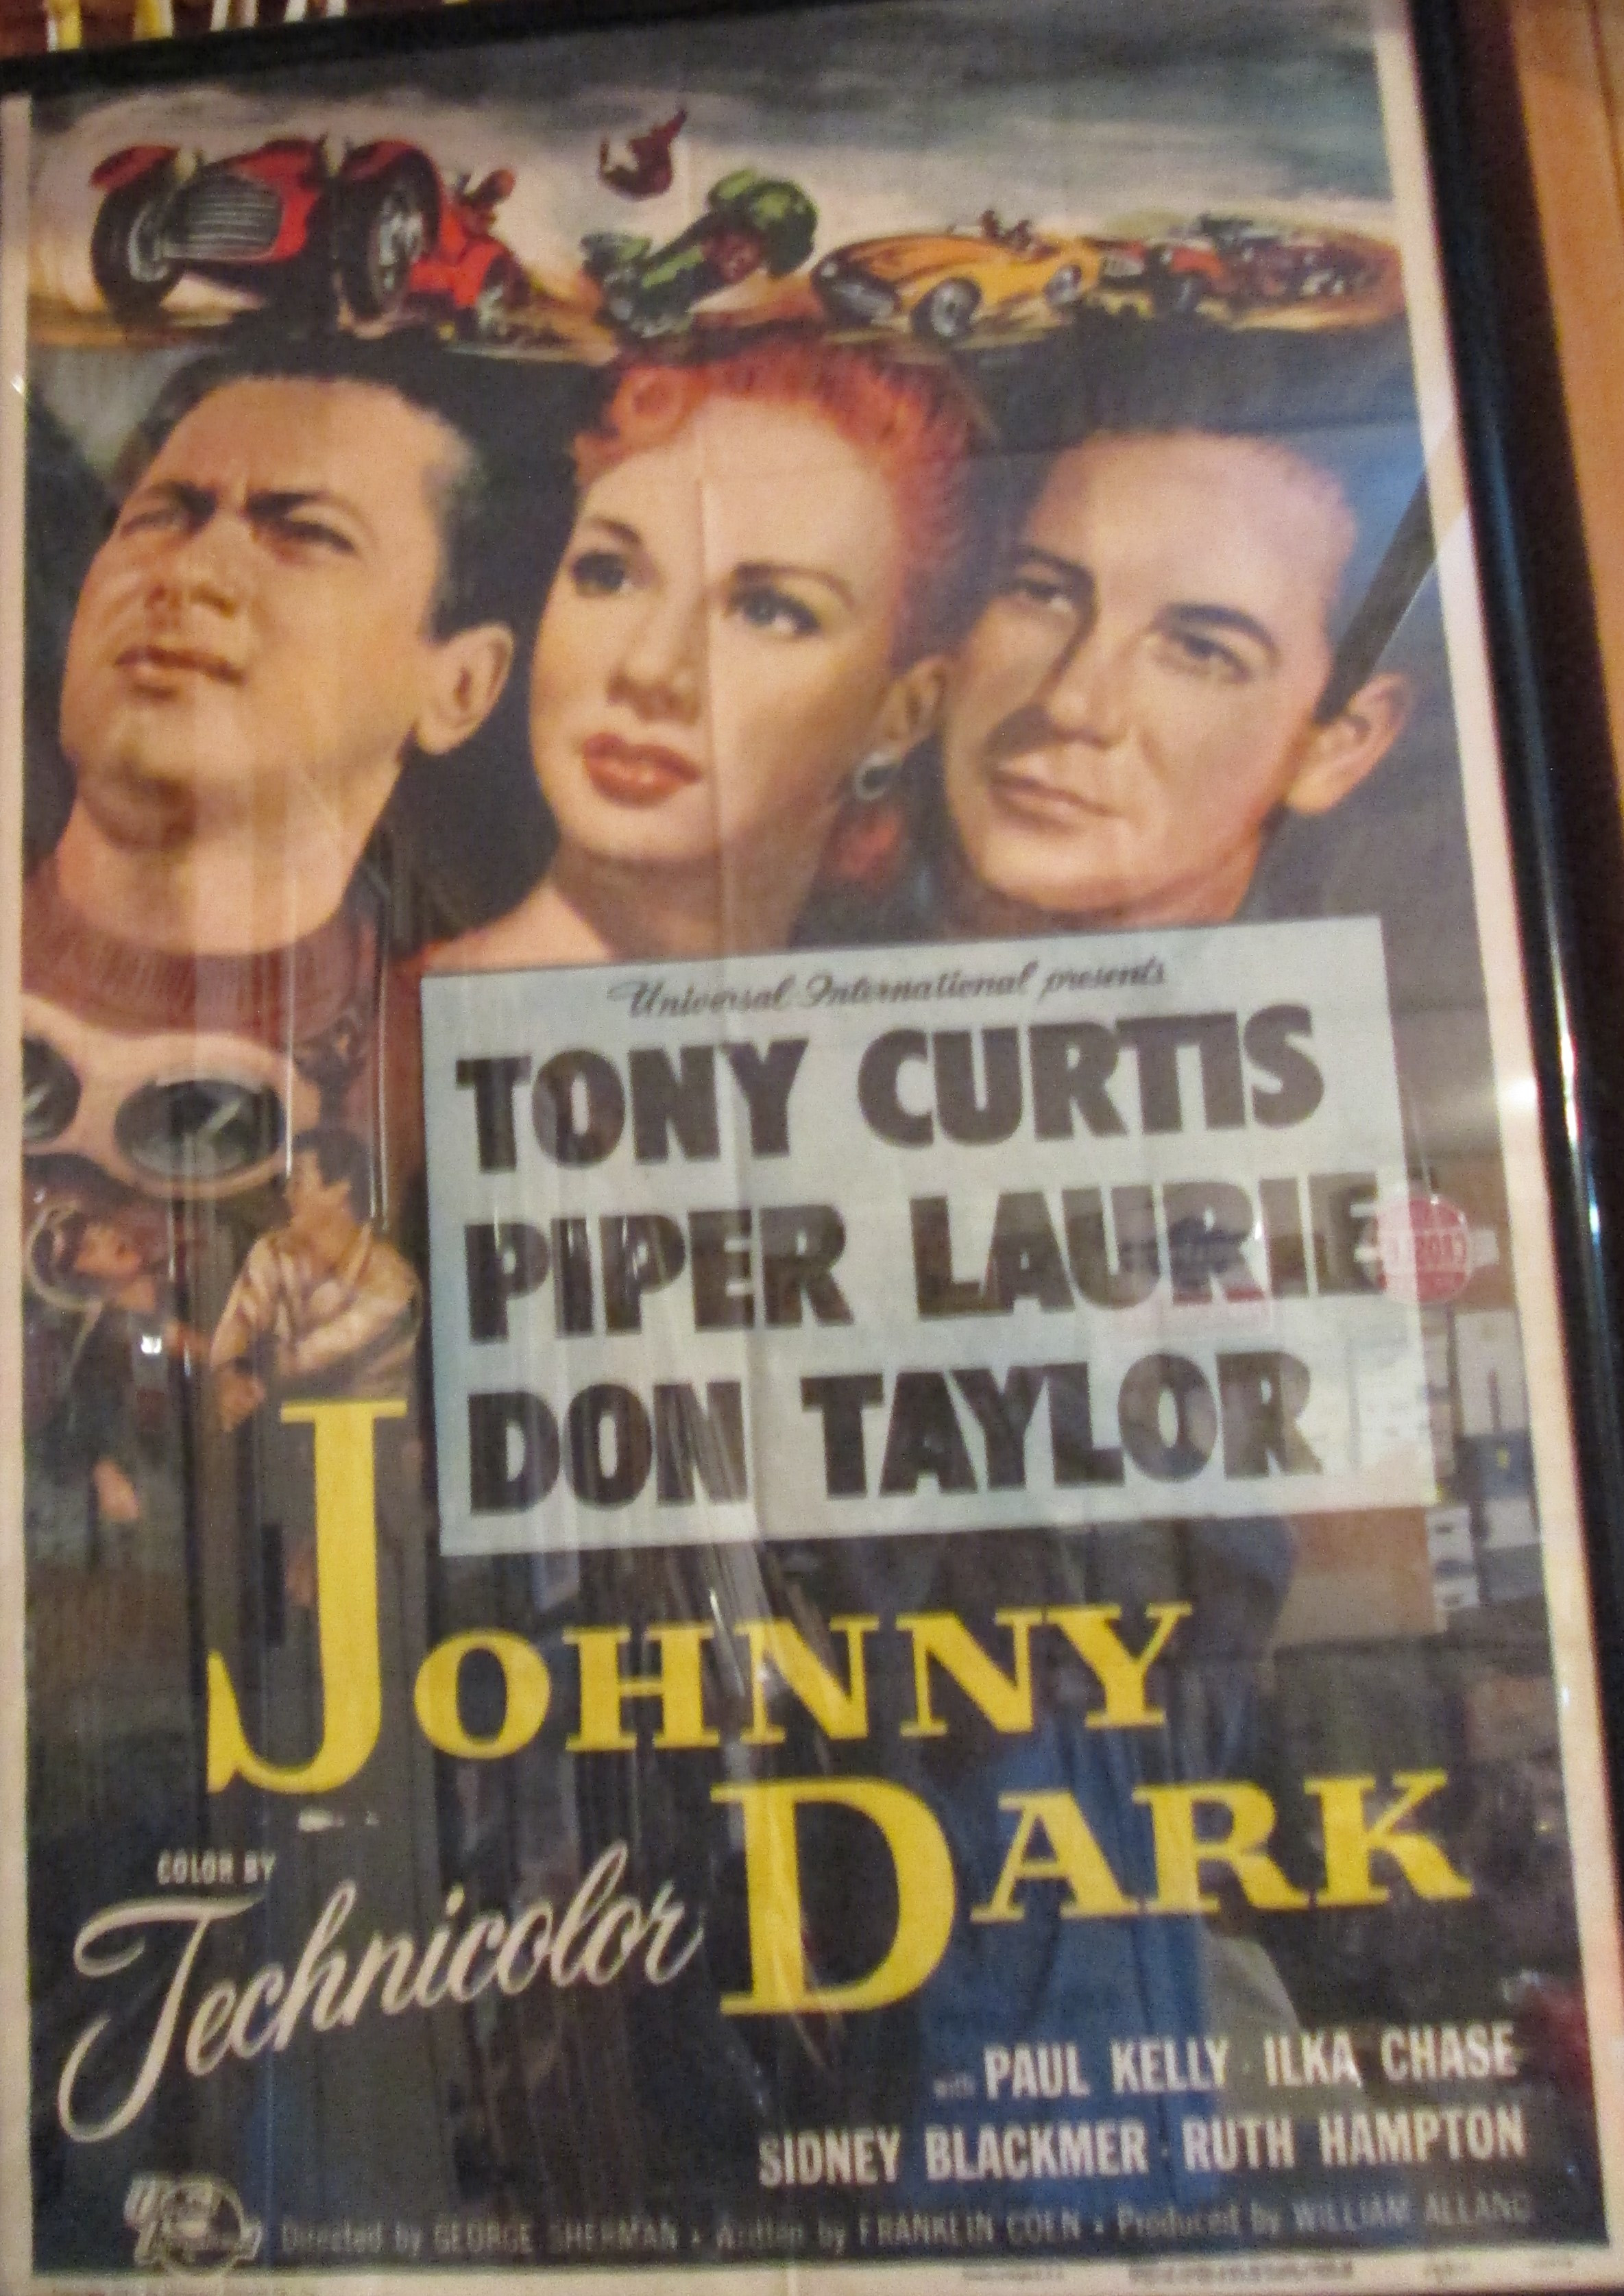 Universal International presents
TONY CURTIS
PIPER LAURIE
DON TAYLOR
JOHNNY
DARK
COLOR BY
Technicolor
with PAUL KELLY · ILKA CHASE
SIDNEY BLACKMER · RUTH HAMPTON
Directed by GEORGE SHERMAN · Written by FRANKLIN COEN · Produced by WILLIAM ALLAND